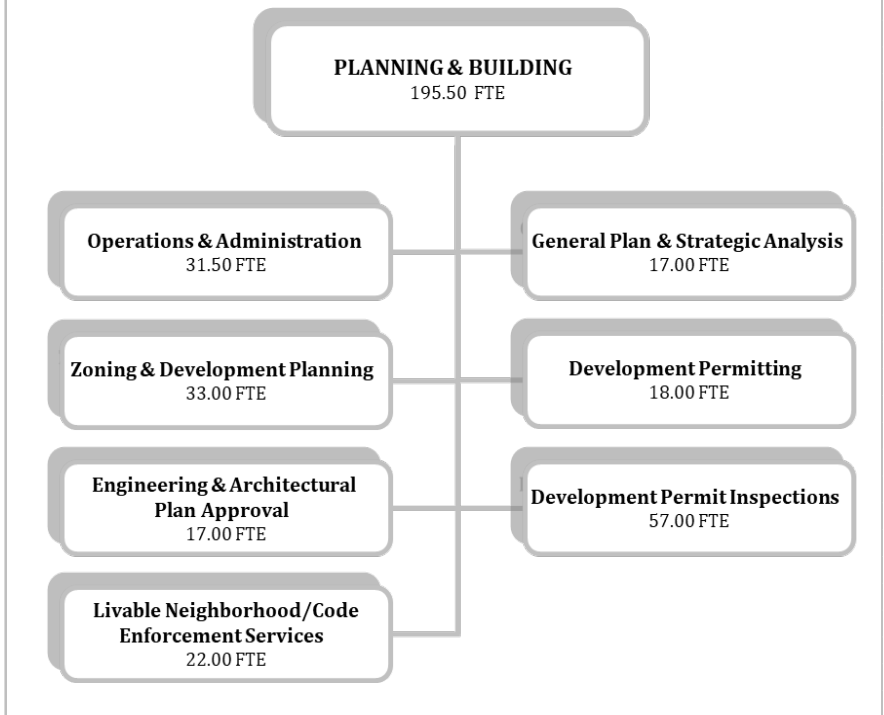 PLANNING & BUILDING
195.50 FTE
Operations & Administration
31.50 FTE
General Plan & Strategic Analysis
17.00 FTE
Zoning & Development Planning
33.00 FTE
Development Permitting
18.00 FTE
Engineering & Architectural
Plan Approval
17.00 FTE
Development Permit Inspections
57.00 FTE
Livable Neighborhood/Code
Enforcement Services
22.00 FTE